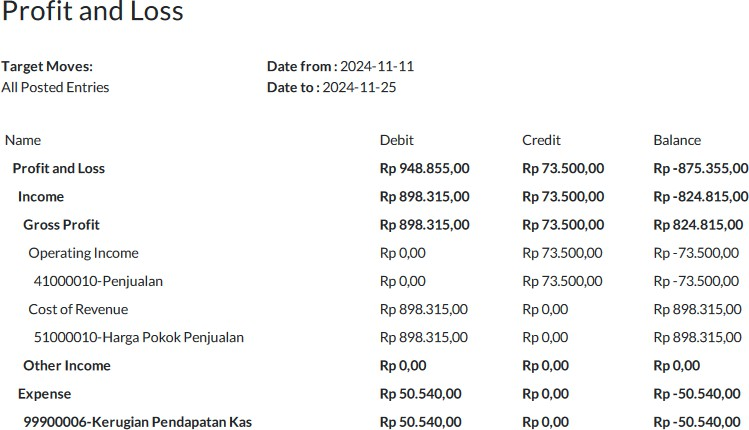 Profit and Loss
Target Moves: Date from : 2024-11-11
All Posted Entries Date to : 2024-11-25
Name Debit Credit Balance
Profit and Loss Rp 948.855,00 Rp 73.500,00 Rp -875.355,00
Income Rp 898.315,00 Rp 73.500,00 Rp -824.815,00
Gross Profit Rp 898.315,00 Rp 73.500,00 Rp 824.815,00
Operating Income Rp 0,00 Rp 73.500,00 Rp -73.500,00
41000010-Penjualan Rp 0,00 Rp 73.500,00 Rp -73.500,00
Cost of Revenue Rp 898.315,00 Rp 0,00 Rp 898.315,00
51000010-Harga Pokok Penjualan Rp 898.315,00 Rp 0,00 Rp 898.315,00
Other Income Rp 0,00 Rp 0,00 Rp 0,00
Expense Rp 50.540,00 Rp 0,00 Rp -50.540,00
99900006-Kerugian Pendapatan Kas Rp 50.540,00 Rp 0,00 Rp -50.540,00